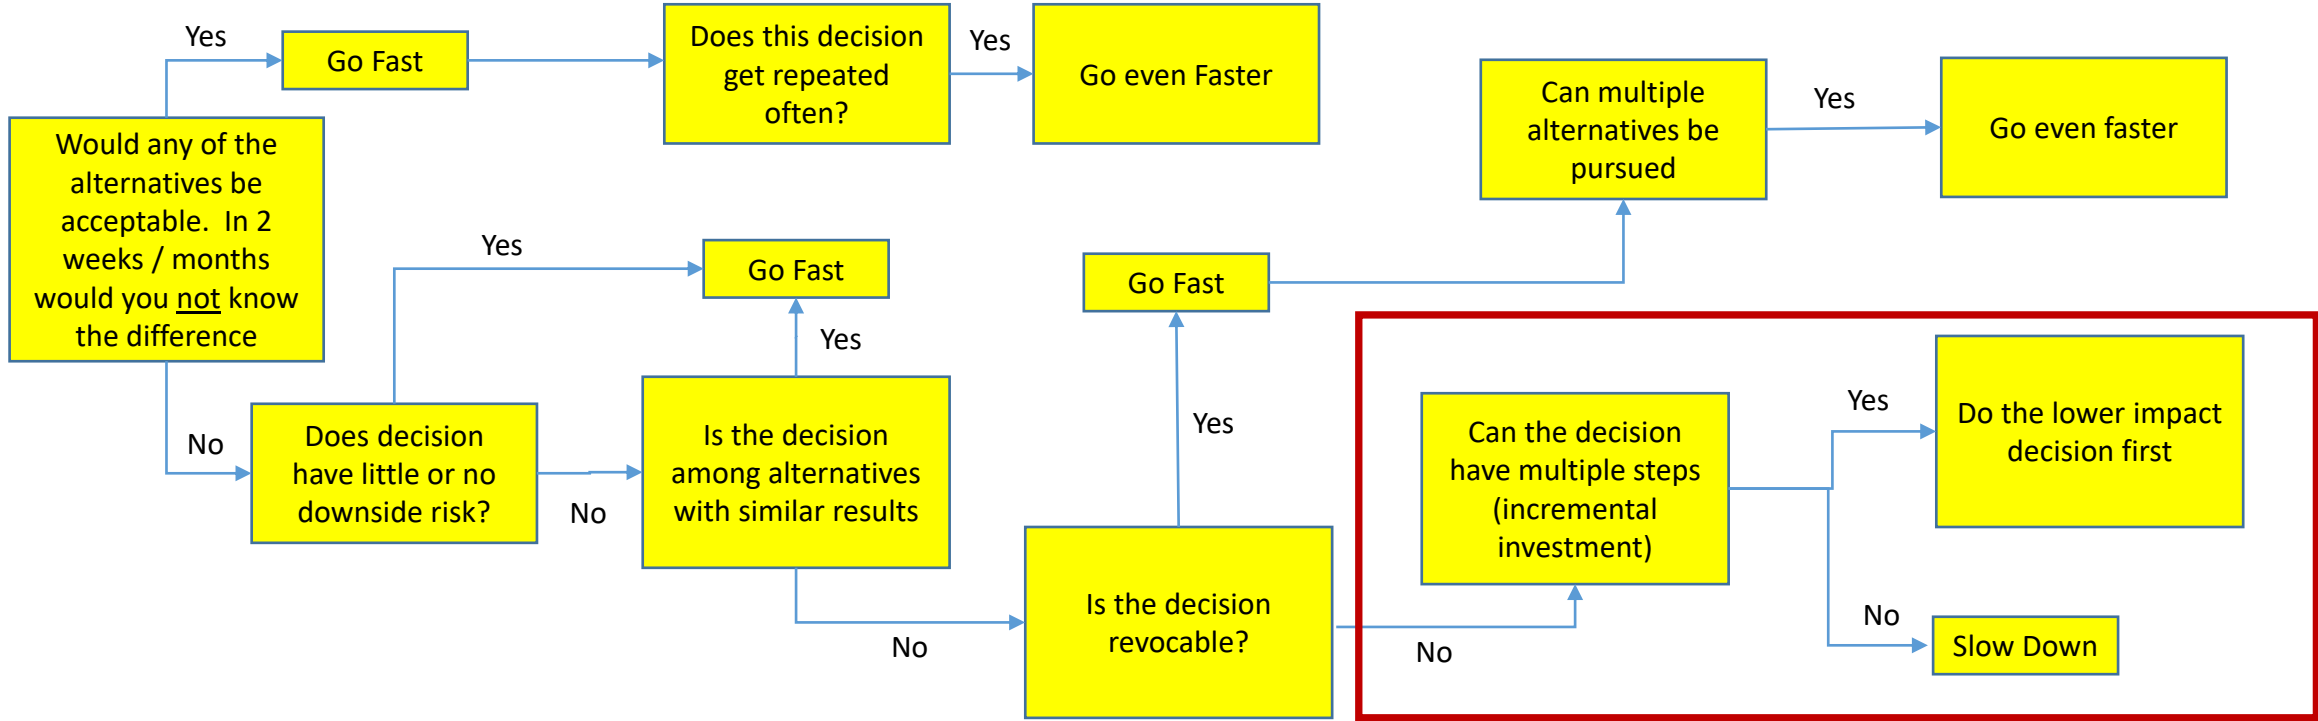 Yes
Go Fast
Does this decision
get repeated
often?
Yes
Go even Faster
Would any of the
alternatives be
acceptable. In 2
weeks / months
would you not know
the difference
No
Does decision
have little or no
downside risk?
Yes
Go Fast
Yes
No
Is the decision
among alternatives
with similar results
No
Is the decision
revocable?
Yes
Go Fast
Can multiple
alternatives be
pursued
Yes
Go even faster
No
Can the decision
have multiple steps
(incremental
investment)
Yes
Do the lower impact
decision first
No
Slow Down